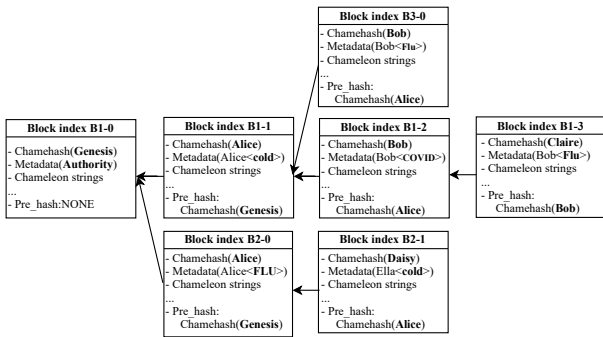 Block index B3-0
- Chamehash(Bob)
- Metadata(Bob<Flu>)
- Chameleon strings
...
- Pre_hash:
Chamehash(Alice)
Block index B1-0
- Chamehash(Genesis)
- Metadata(Authority)
- Chameleon strings
...
- Pre_hash:NONE
Block index B1-1
- Chamehash(Alice)
- Metadata(Alice<cold>)
- Chameleon strings
...
- Pre_hash:
Chamehash(Genesis)
Block index B1-2
- Chamehash(Bob)
- Metadata(Bob<COVID>)
- Chameleon strings
...
- Pre_hash:
Chamehash(Alice)
Block index B1-3
- Chamehash(Claire)
- Metadata(Bob<Flu>)
- Chameleon strings
...
- Pre_hash:
Chamehash(Bob)
Block index B2-0
- Chamehash(Alice)
- Metadata(Alice<FLU>)
- Chameleon strings
...
- Pre_hash:
Chamehash(Genesis)
Block index B2-1
- Chamehash(Daisy)
- Metadata(Ella<cold>)
- Chameleon strings
...
- Pre_hash:
Chamehash(Alice)